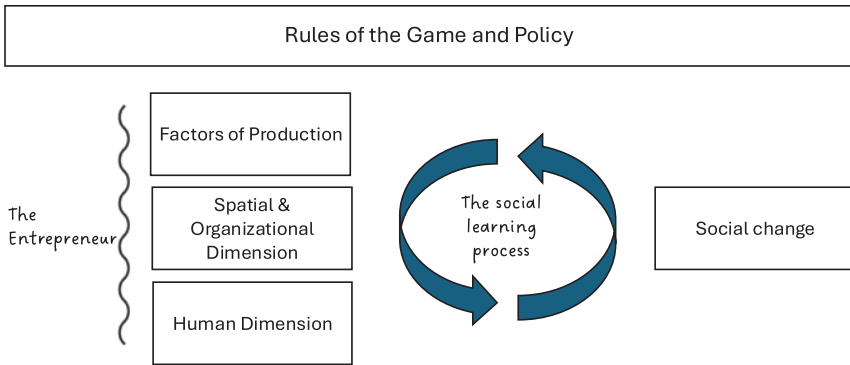 Rules of the Game and Policy
Factors of Production
The
Entrepreneur
Spatial &
Organizational
Dimension
Human Dimension
The social
learning
process
Social change